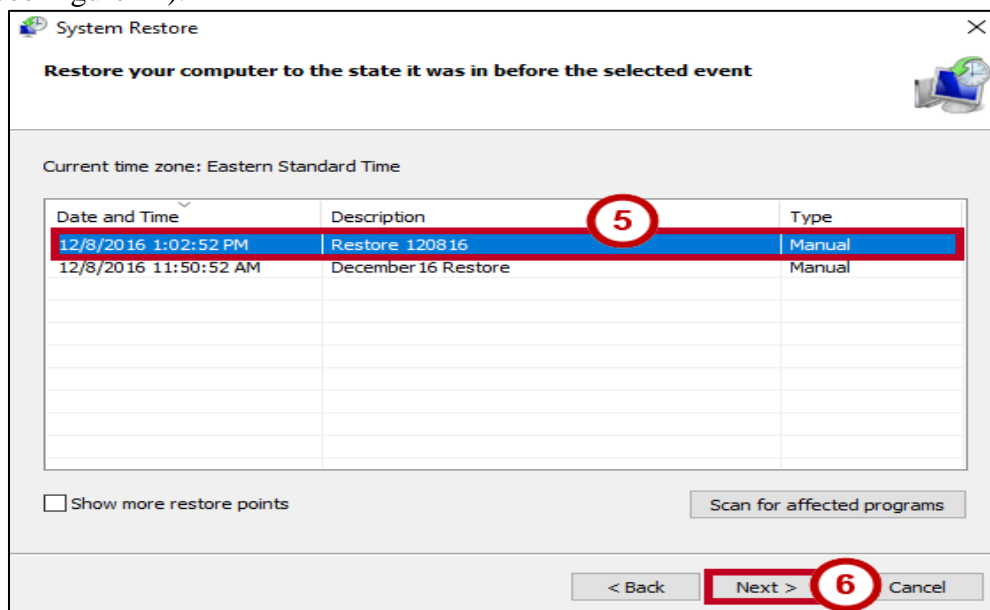 System Restore
Restore your computer to the state it was in before the selected event
Current time zone: Eastern Standard Time
Date and Time Description 5 Type
12/8/2016 1:02:52 PM Restore 120816 Manual
12/8/2016 11:50:52 AM December16 Restore Manual
Show more restore points Scan for affected programs
< Back Next > 6 Cancel